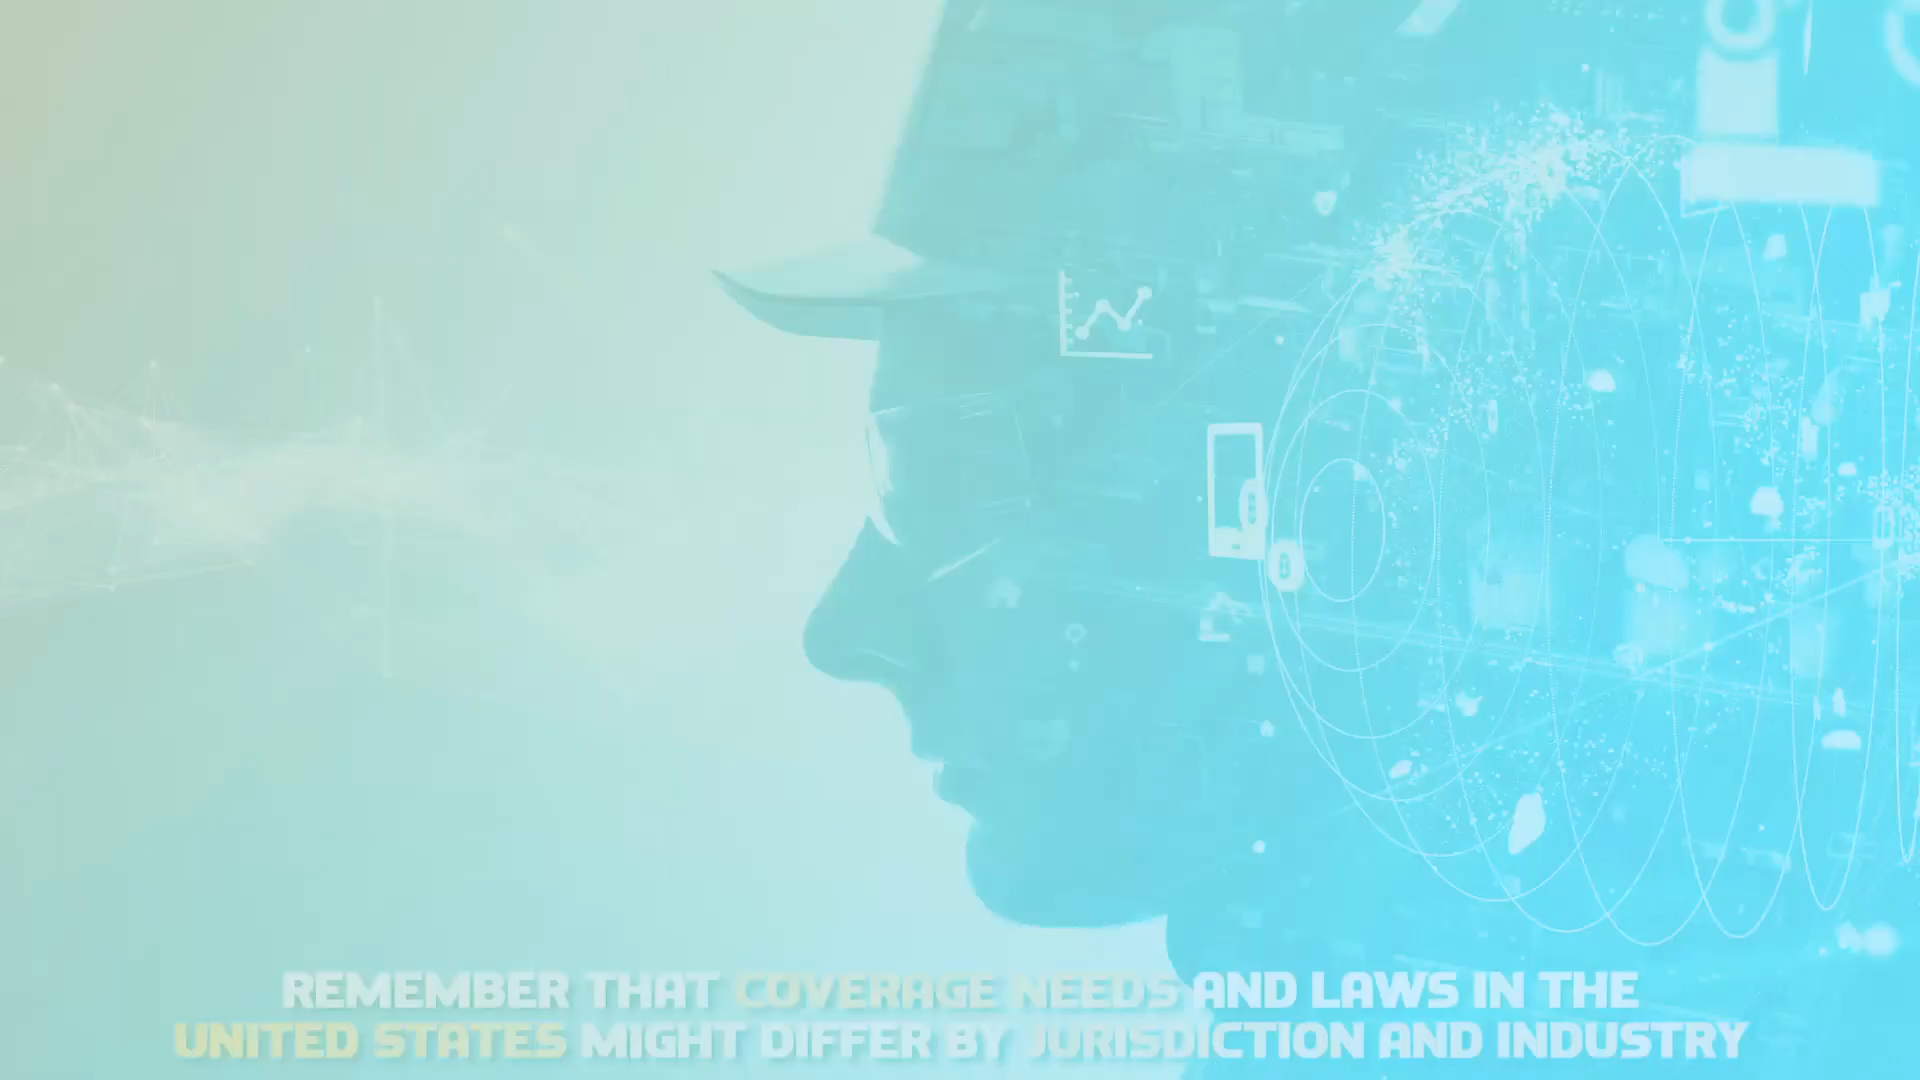 REMEMBER THAT COVERAGE NEEDS AND LAWS IN THE
UNITED STATES MIGHT DIFFER BY JURISDICTION AND INDUSTRY